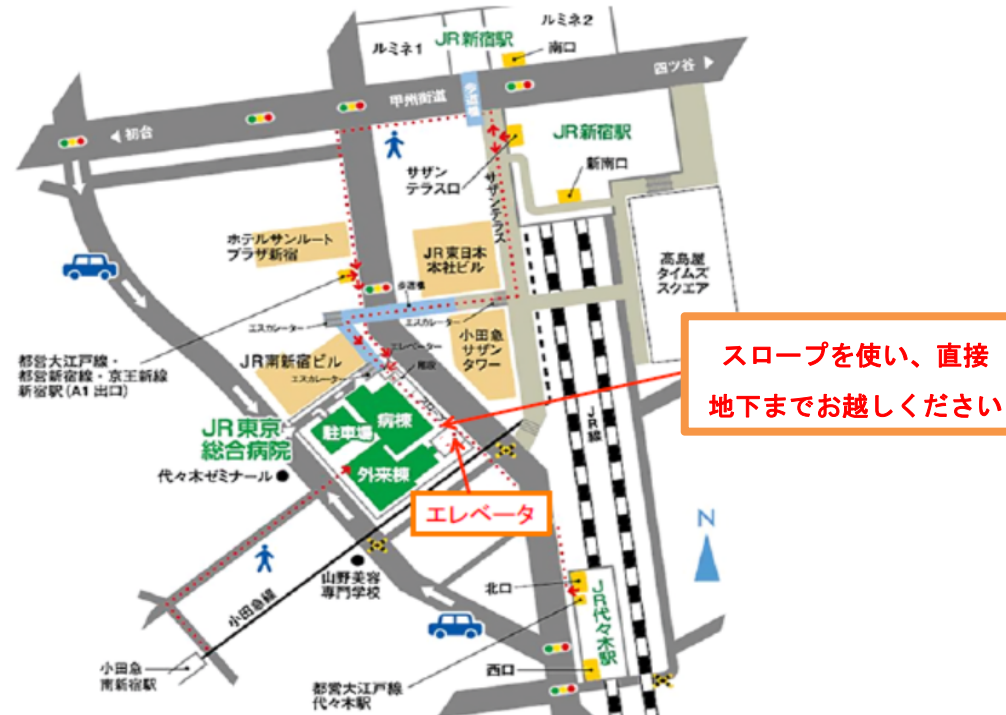 ルミネ1
JR新宿駅
ルミネ2
南口
四ツ谷
甲州街道
歩道橋
初台
JR新宿駅
サザン
テラス口
新南口
サザンテラス
ホテルサンルート
プラザ新宿
JR東日本
本社ビル
高島屋
タイムズ
スクエア
歩道橋
エスカレーター
エスカレーター
エレベーター
小田急
サザン
タワー
都営大江戸線・
都営新宿線・京王新線
新宿駅(A1 出口)
JR南新宿ビル
エスカレーター
階段
スロープを使い、直接
地下までお越しください
JR東京
総合病院
駐車場
病棟
外来棟
JR線
代々木ゼミナール
エレベータ
N
山野美容
専門学校
小田急線
北口
JR代々木駅
西口
小田急
南新宿駅
都営大江戸線
代々木駅